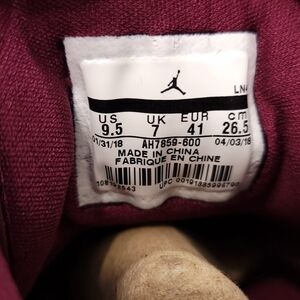 LN4
US UK EUR cm
9.5 7 41 26.5
01/31/18 AH7859-600 04/03/18
MADE IN CHINA
FABRIQUE EN CHINE